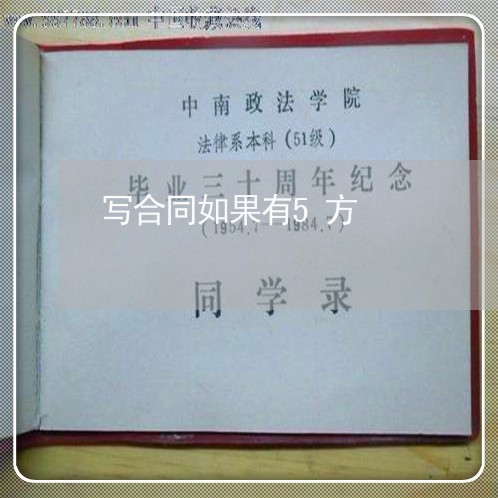 中南政法学院
法律系本科(51级)
毕业三十周年纪念
写合同如果有5 方
(1954.7—1984.7)
同学录